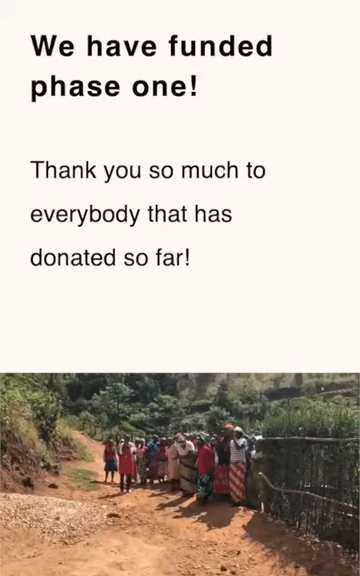 We have funded
phase one!
Thank you so much to
everybody that has
donated so far!